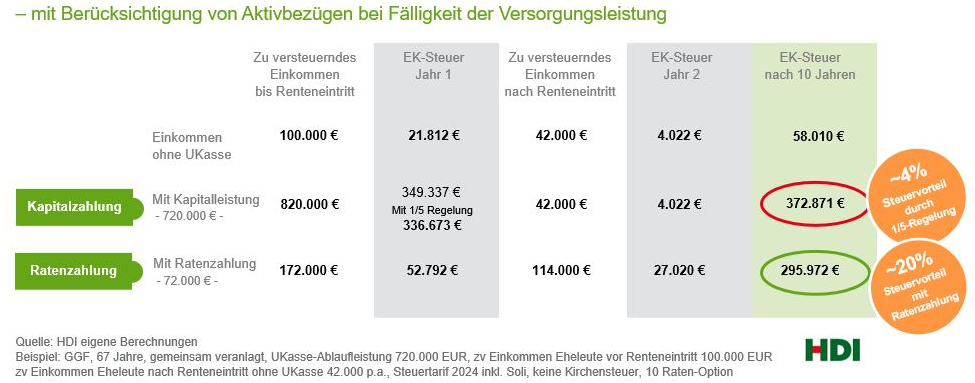 – mit Berücksichtigung von Aktivbezügen bei Fälligkeit der Versorgungsleistung
Zu versteuerndes
Einkommen
bis Renteneintritt
EK-Steuer
Jahr 1
Zu versteuerndes
Einkommen
nach Renteneintritt
EK-Steuer
Jahr 2
EK-Steuer
nach 10 Jahren
Einkommen
ohne UKasse
100.000 €
21.812 €
42.000 €
4.022 €
58.010 €
Kapitalzahlung
Mit Kapitalleistung
- 720.000 € -
820.000 €
349.337 €
Mit 1/5 Regelung
336.673 €
42.000 €
4.022 €
372.871 €
~4%
Steuervorteil
durch
1/5-Regelung
Ratenzahlung
Mit Ratenzahlung
- 72.000 € -
172.000 €
52.792 €
114.000 €
27.020 €
295.972 €
~20%
Steuervorteil
mit
Ratenzahlung
Quelle: HDI eigene Berechnungen
Beispiel: GGF, 67 Jahre, gemeinsam veranlagt, UKasse-Ablaufleistung 720.000 EUR, zv Einkommen Eheleute vor Renteneintritt 100.000 EUR
zv Einkommen Eheleute nach Renteneintritt ohne UKasse 42.000 p.a., Steuertarif 2024 inkl. Soli, keine Kirchensteuer, 10 Raten-Option
HDI